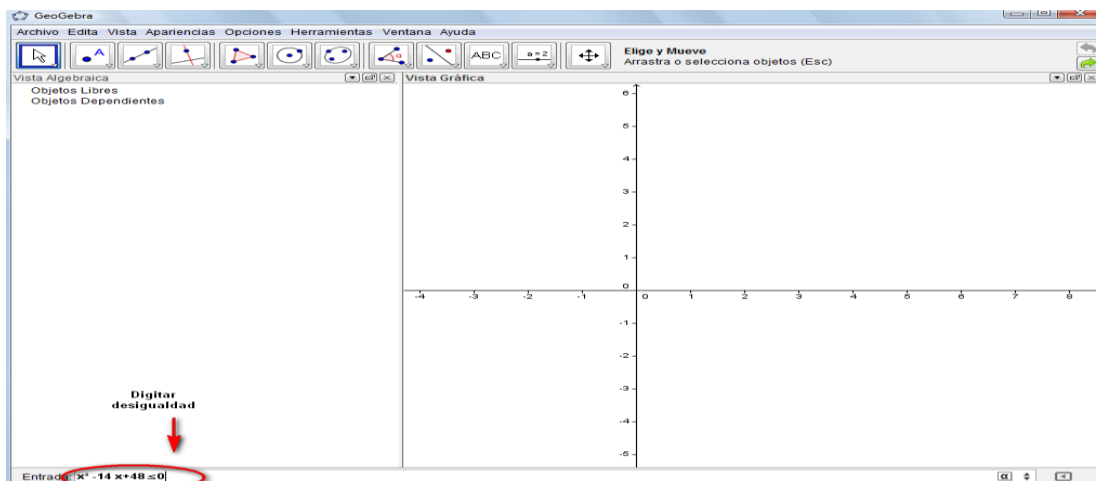 GeoGebra
Archivo Edita Vista Apariencias Opciones Herramientas Ventana Ayuda
A
α
ABC
a = 2
Elige y Mueve
Arrastra o selecciona objetos (Esc)
Vista Algebraica
Vista Gráfica
Objetos Libres
Objetos Dependientes
6
5
4
3
2
1
0
-4 -3 -2 -1 0 1 2 3 4 5 6 7 8
-1
-2
-3
-4
-5
Digitar
desigualdad
Entrada: x² -14 x+48 ≤0
α